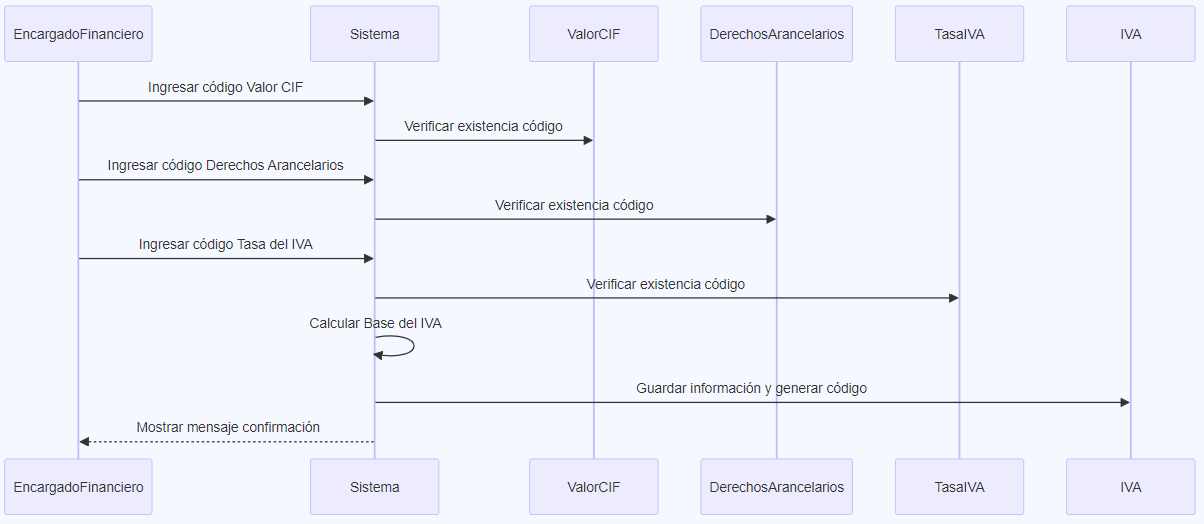 EncargadoFinanciero
Sistema
ValorCIF
DerechosArancelarios
TasaIVA
IVA
Ingresar código Valor CIF
Verificar existencia código
Ingresar código Derechos Arancelarios
Verificar existencia código
Ingresar código Tasa del IVA
Verificar existencia código
Calcular Base del IVA
Guardar información y generar código
Mostrar mensaje confirmación
EncargadoFinanciero
Sistema
ValorCIF
DerechosArancelarios
TasaIVA
IVA